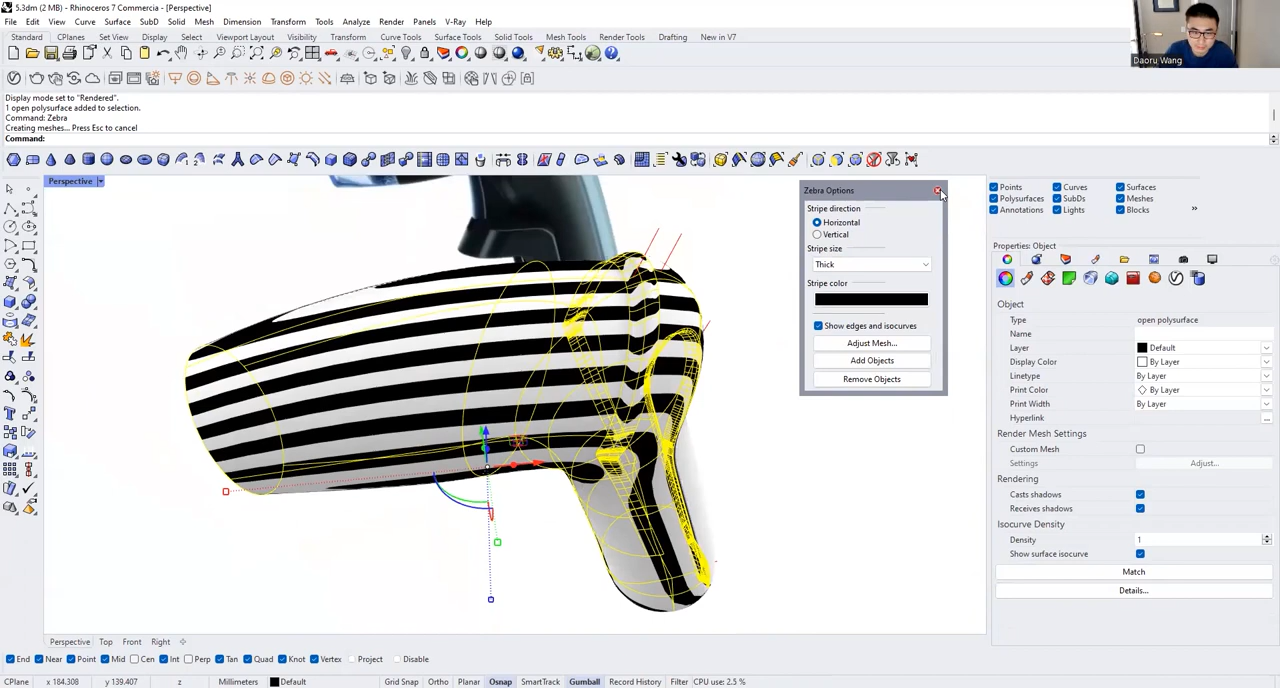 5.3dm (2 MB) - Rhinoceros 7 Commercia - [Perspective]
File Edit View Curve Surface SubD Solid Mesh Dimension Transform Tools Analyze Render Panels V-Ray Help
Standard CPlanes Set View Display Select Viewport Layout Visibility Transform Curve Tools Surface Tools Solid Tools Mesh Tools Render Tools Drafting New in V7
Daoru Wang
Display mode set to "Rendered".
1 open polysurface added to selection.
Command: Zebra
Creating meshes... Press Esc to cancel
Command:
Perspective
Zebra Options
Stripe direction
Horizontal
Vertical
Stripe size
Thick
Stripe color
Show edges and isocurves
Adjust Mesh...
Add Objects
Remove Objects
Points Curves Surfaces
Polysurfaces SubDs Meshes
Annotations Lights Blocks
Properties: Object
Object
Type open polysurface
Name
Layer Default
Display Color By Layer
Linetype By Layer
Print Color By Layer
Print Width By Layer
Hyperlink ...
Render Mesh Settings
Custom Mesh
Settings Adjust...
Rendering
Casts shadows
Receives shadows
Isocurve Density
Density 1
Show surface isocurve
Match
Details...
Perspective Top Front Right
End Near Point Mid Cen Int Perp Tan Quad Knot Vertex Project Disable
CPlane x 184.308 y 139.407 z Millimeters Default Grid Snap Ortho Planar Osnap SmartTrack Gumball Record History Filter CPU use: 2.5 %